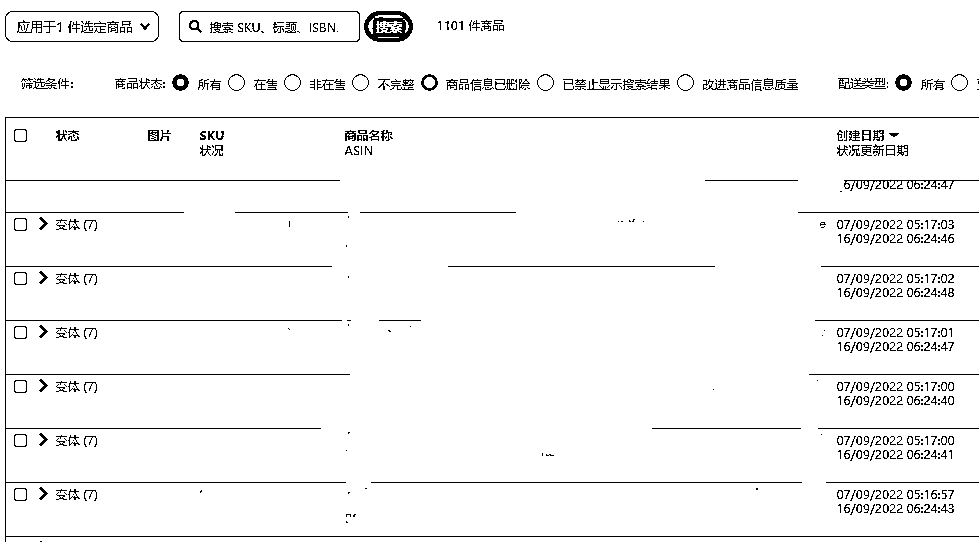 应用于1 件选定商品
搜索 SKU、标题、ISBN.
搜索
1101 件商品
筛选条件:
商品状态: 所有 在售 非在售 不完整 商品信息已删除 已禁止显示搜索结果 改进商品信息质量
配送类型: 所有
状态 图片 SKU 商品名称 创建日期
状况 ASIN 状况更新日期
6/09/2022 06:24:47
变体 (7) 07/09/2022 05:17:03
16/09/2022 06:24:46
变体 (7) 07/09/2022 05:17:02
16/09/2022 06:24:48
变体 (7) 07/09/2022 05:17:01
16/09/2022 06:24:47
变体 (7) 07/09/2022 05:17:00
16/09/2022 06:24:40
变体 (7) 07/09/2022 05:17:00
16/09/2022 06:24:41
变体 (7) 07/09/2022 05:16:57
16/09/2022 06:24:43